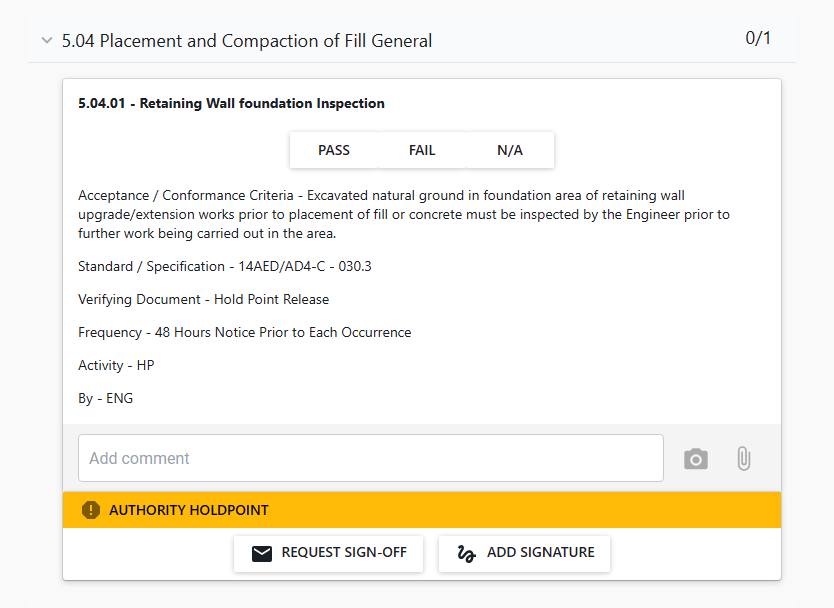 5.04 Placement and Compaction of Fill General
0/1
5.04.01 - Retaining Wall foundation Inspection
PASS FAIL N/A
Acceptance / Conformance Criteria - Excavated natural ground in foundation area of retaining wall
upgrade/extension works prior to placement of fill or concrete must be inspected by the Engineer prior to
further work being carried out in the area.
Standard / Specification - 14AED/AD4-C - 030.3
Verifying Document - Hold Point Release
Frequency - 48 Hours Notice Prior to Each Occurrence
Activity - HP
By - ENG
Add comment
AUTHORITY HOLDPOINT
REQUEST SIGN-OFF ADD SIGNATURE